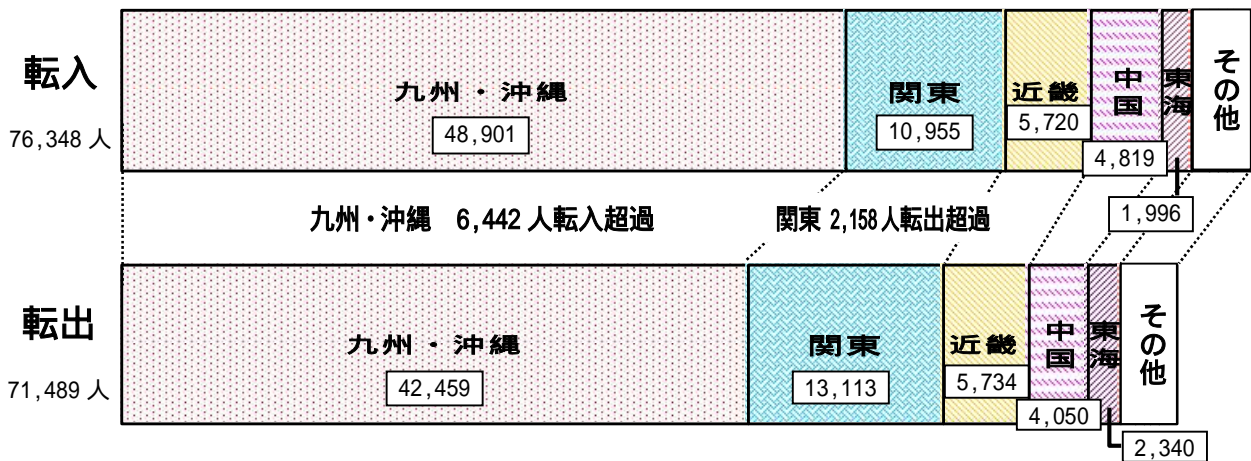 転入
76,348 人
九州・沖縄
48,901
関東
10,955
近畿
5,720
中国
4,819
東海
1,996
その他
九州・沖縄 6,442 人転入超過
関東 2,158 人転出超過
転出
71,489 人
九州・沖縄
42,459
関東
13,113
近畿
5,734
中国
4,050
東海
2,340
その他